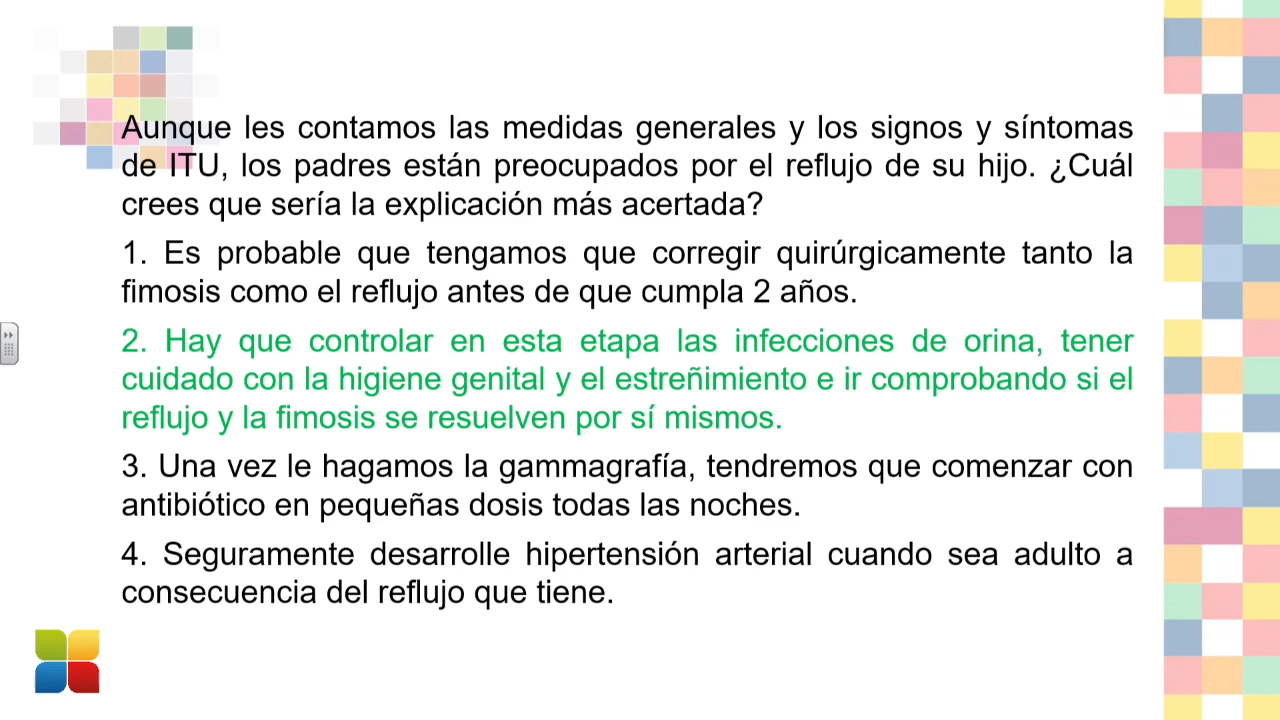 Aunque les contamos las medidas generales y los signos y síntomas
de ITU, los padres están preocupados por el reflujo de su hijo. ¿Cuál
crees que sería la explicación más acertada?
1. Es probable que tengamos que corregir quirúrgicamente tanto la
fimosis como el reflujo antes de que cumpla 2 años.
2. Hay que controlar en esta etapa las infecciones de orina, tener
cuidado con la higiene genital y el estreñimiento e ir comprobando si el
reflujo y la fimosis se resuelven por sí mismos.
3. Una vez le hagamos la gammagrafía, tendremos que comenzar con
antibiótico en pequeñas dosis todas las noches.
4. Seguramente desarrolle hipertensión arterial cuando sea adulto a
consecuencia del reflujo que tiene.